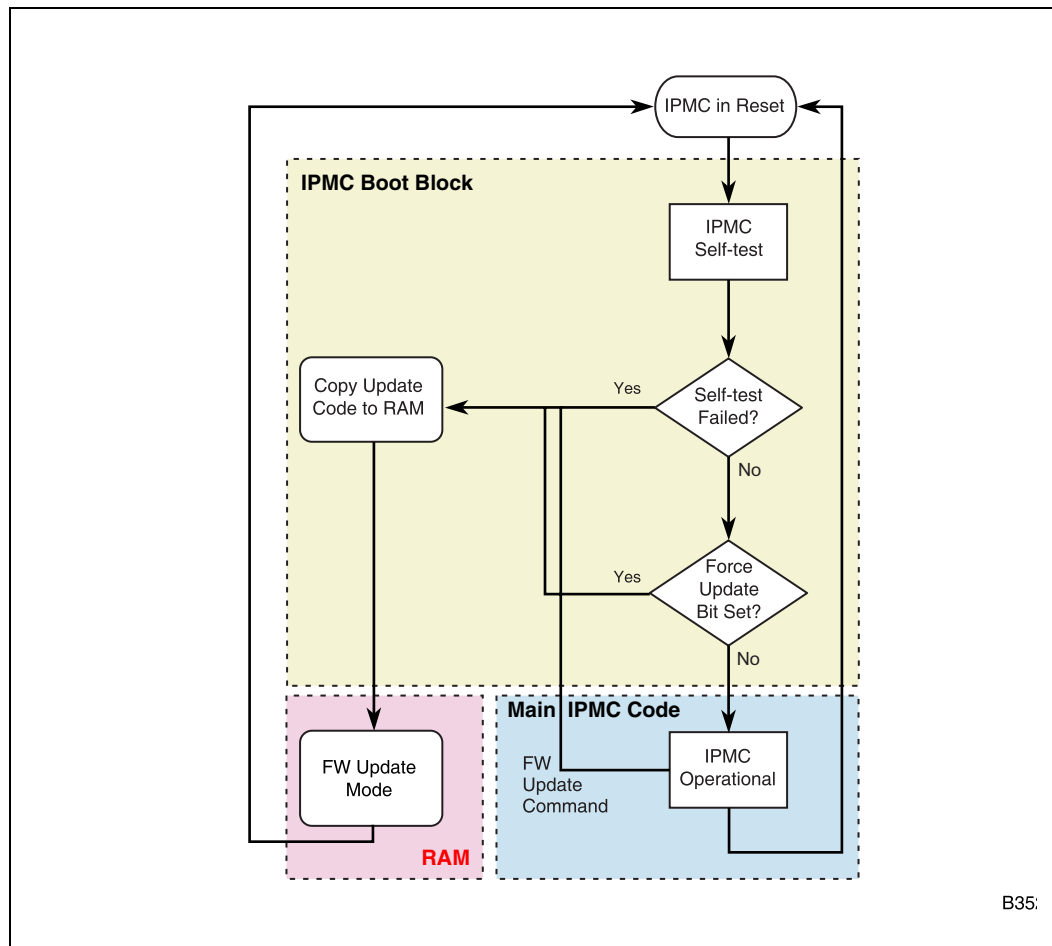 IPMC in Reset
IPMC Boot Block
IPMC
Self-test
Copy Update
Code to RAM
Yes
Self-test
Failed?
No
Yes
Force
Update
Bit Set?
No
Main IPMC Code
FW Update
Mode
RAM
FW
Update
Command
IPMC
Operational